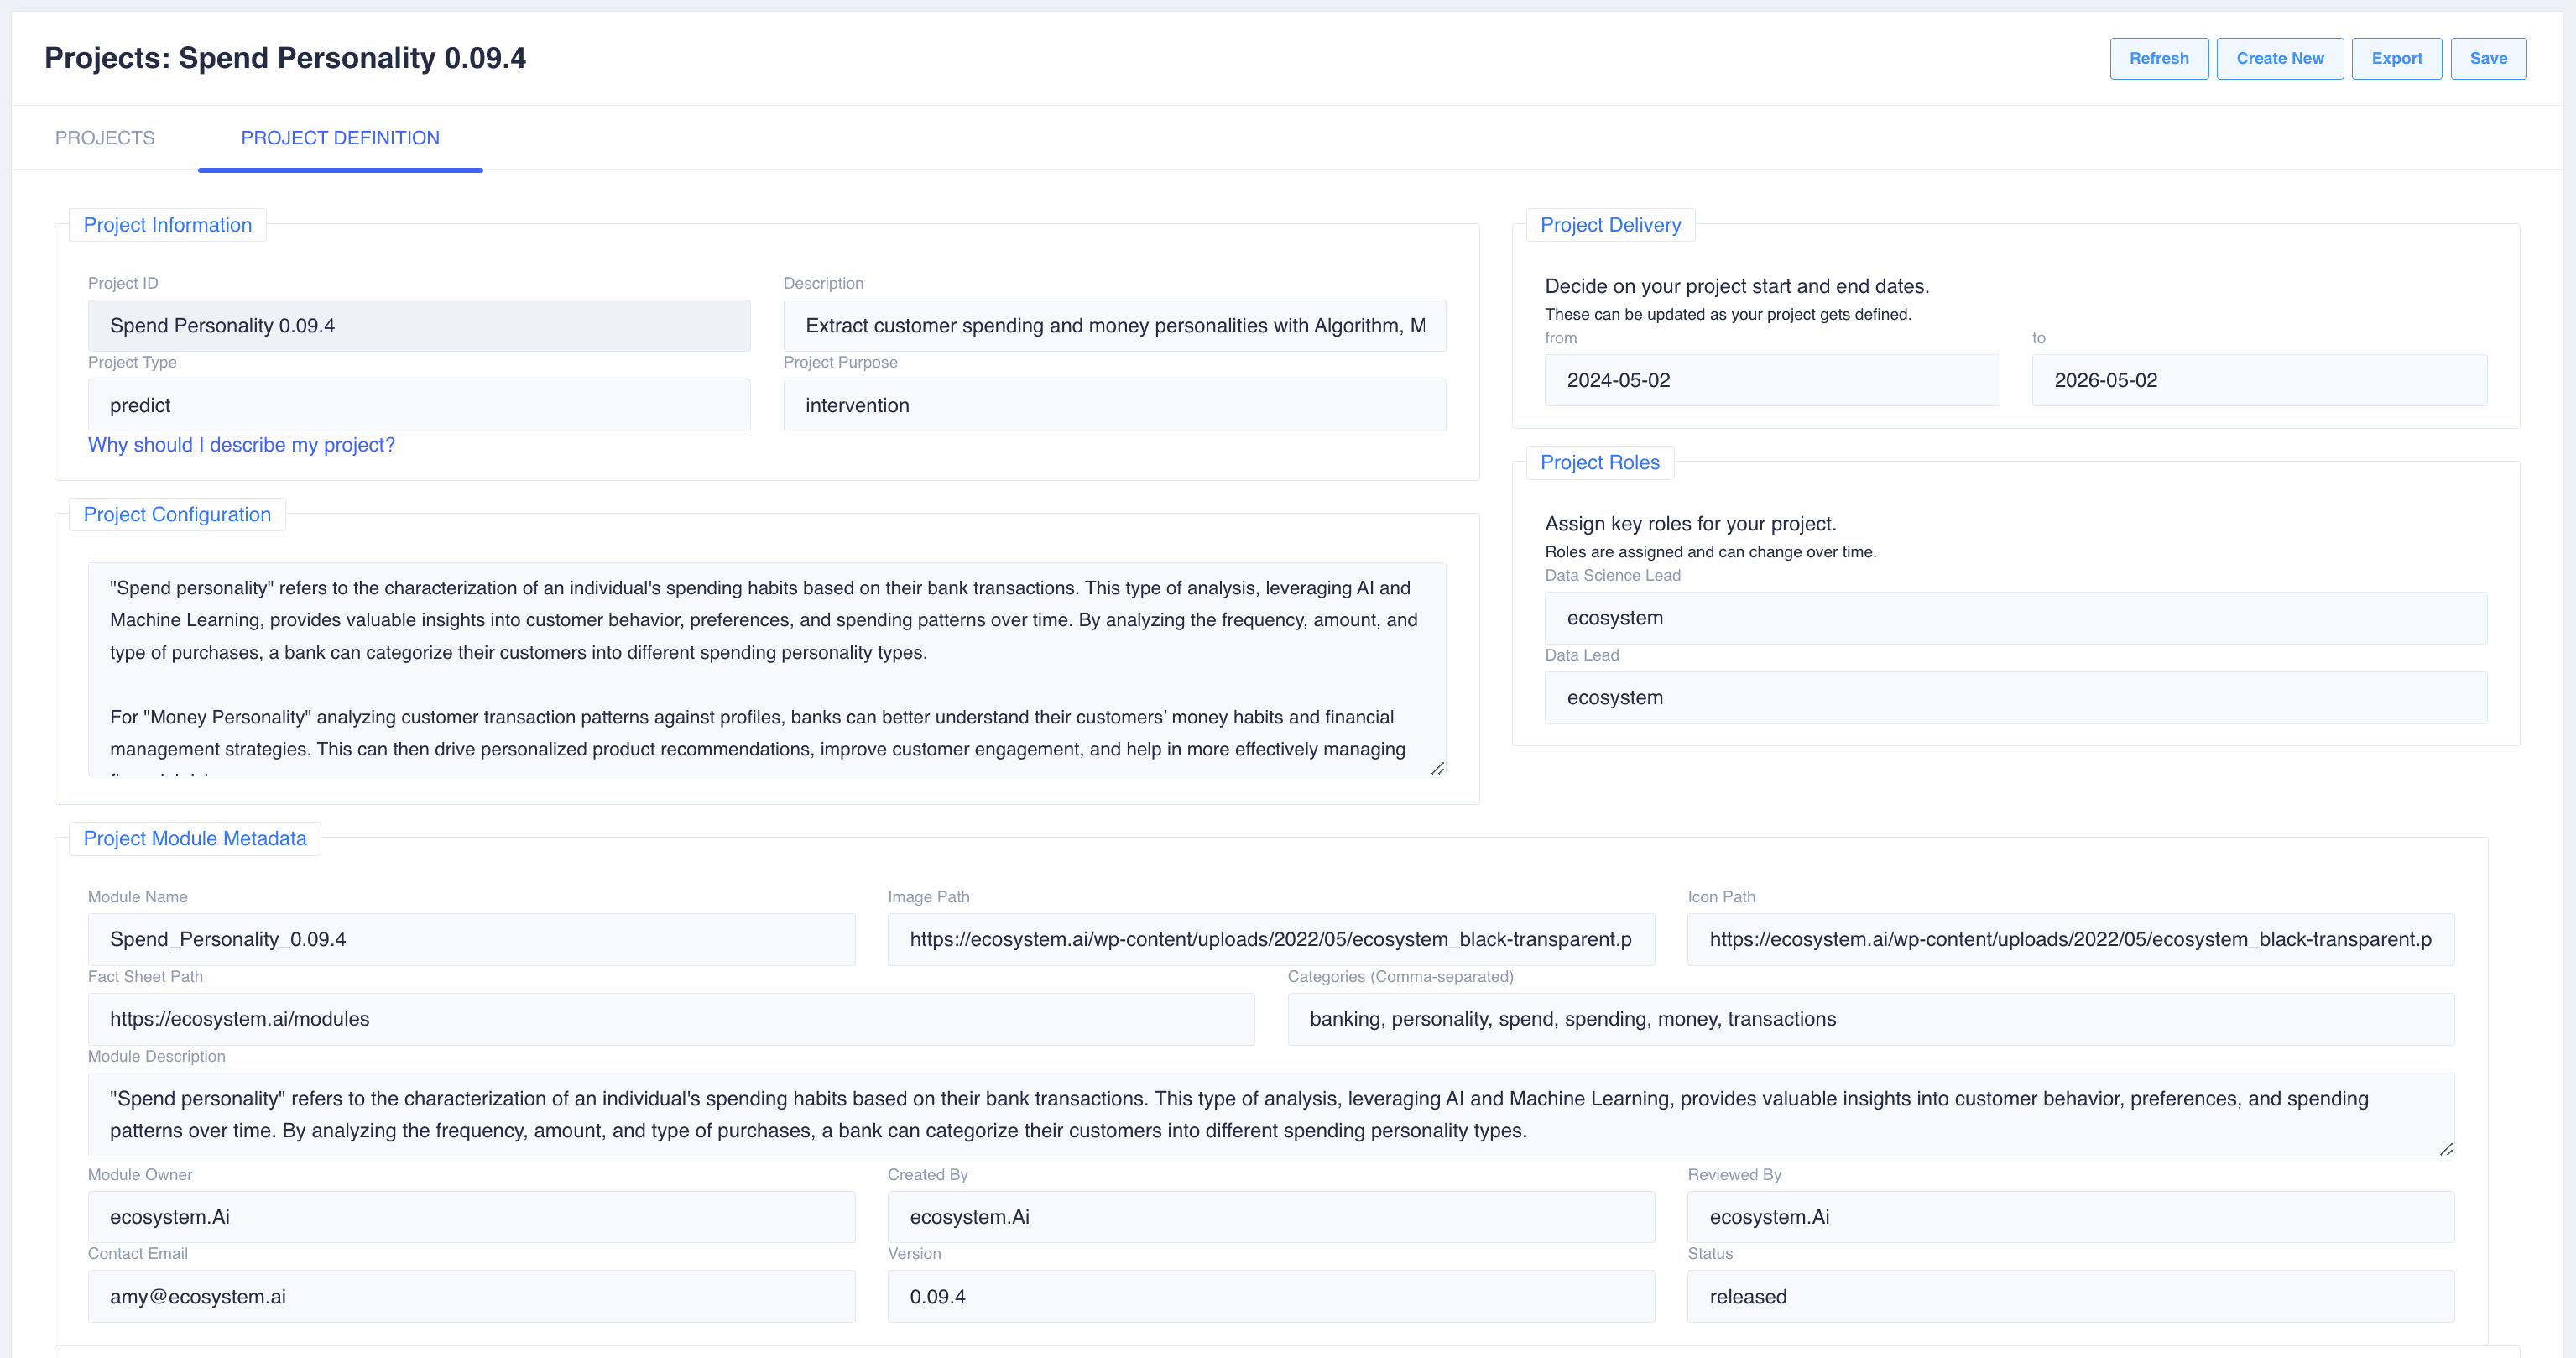 Projects: Spend Personality 0.09.4
Refresh
Create New
Export
Save
PROJECTS
PROJECT DEFINITION
Project Information
Project ID
Description
Spend Personality 0.09.4
Extract customer spending and money personalities with Algorithm, M
Project Type
Project Purpose
predict
intervention
Why should I describe my project?
Project Delivery
Decide on your project start and end dates.
These can be updated as your project gets defined.
from
to
2024-05-02
2026-05-02
Project Roles
Assign key roles for your project.
Roles are assigned and can change over time.
Data Science Lead
ecosystem
Data Lead
ecosystem
Project Configuration
"Spend personality" refers to the characterization of an individual's spending habits based on their bank transactions. This type of analysis, leveraging AI and
Machine Learning, provides valuable insights into customer behavior, preferences, and spending patterns over time. By analyzing the frequency, amount, and
type of purchases, a bank can categorize their customers into different spending personality types.
For "Money Personality" analyzing customer transaction patterns against profiles, banks can better understand their customers’ money habits and financial
management strategies. This can then drive personalized product recommendations, improve customer engagement, and help in more effectively managing
Project Module Metadata
Module Name
Image Path
Icon Path
Spend_Personality_0.09.4
https://ecosystem.ai/wp-content/uploads/2022/05/ecosystem_black-transparent.p
https://ecosystem.ai/wp-content/uploads/2022/05/ecosystem_black-transparent.p
Fact Sheet Path
Categories (Comma-separated)
https://ecosystem.ai/modules
banking, personality, spend, spending, money, transactions
Module Description
"Spend personality" refers to the characterization of an individual's spending habits based on their bank transactions. This type of analysis, leveraging AI and Machine Learning, provides valuable insights into customer behavior, preferences, and spending
patterns over time. By analyzing the frequency, amount, and type of purchases, a bank can categorize their customers into different spending personality types.
Module Owner
Created By
Reviewed By
ecosystem.Ai
ecosystem.Ai
ecosystem.Ai
Contact Email
Version
Status
amy@ecosystem.ai
0.09.4
released